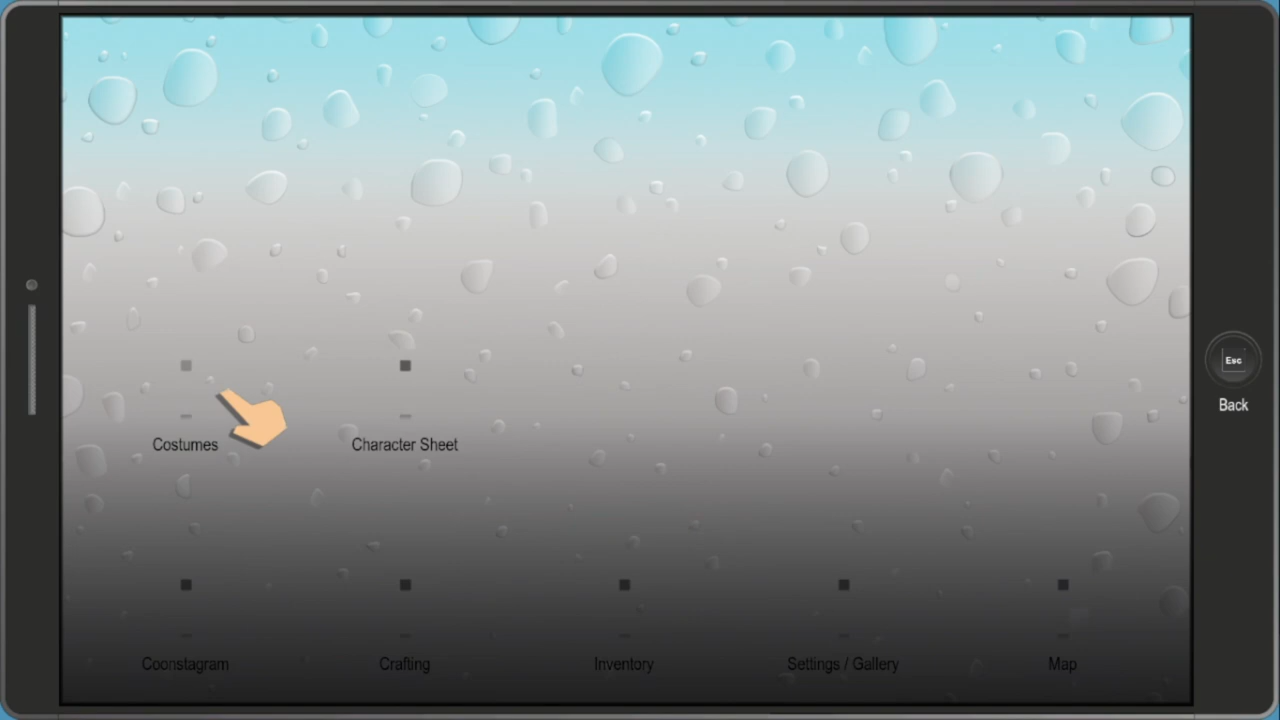 Esc
Back
Costumes
Character Sheet
Coonstagram
Crafting
Inventory
Settings / Gallery
Map